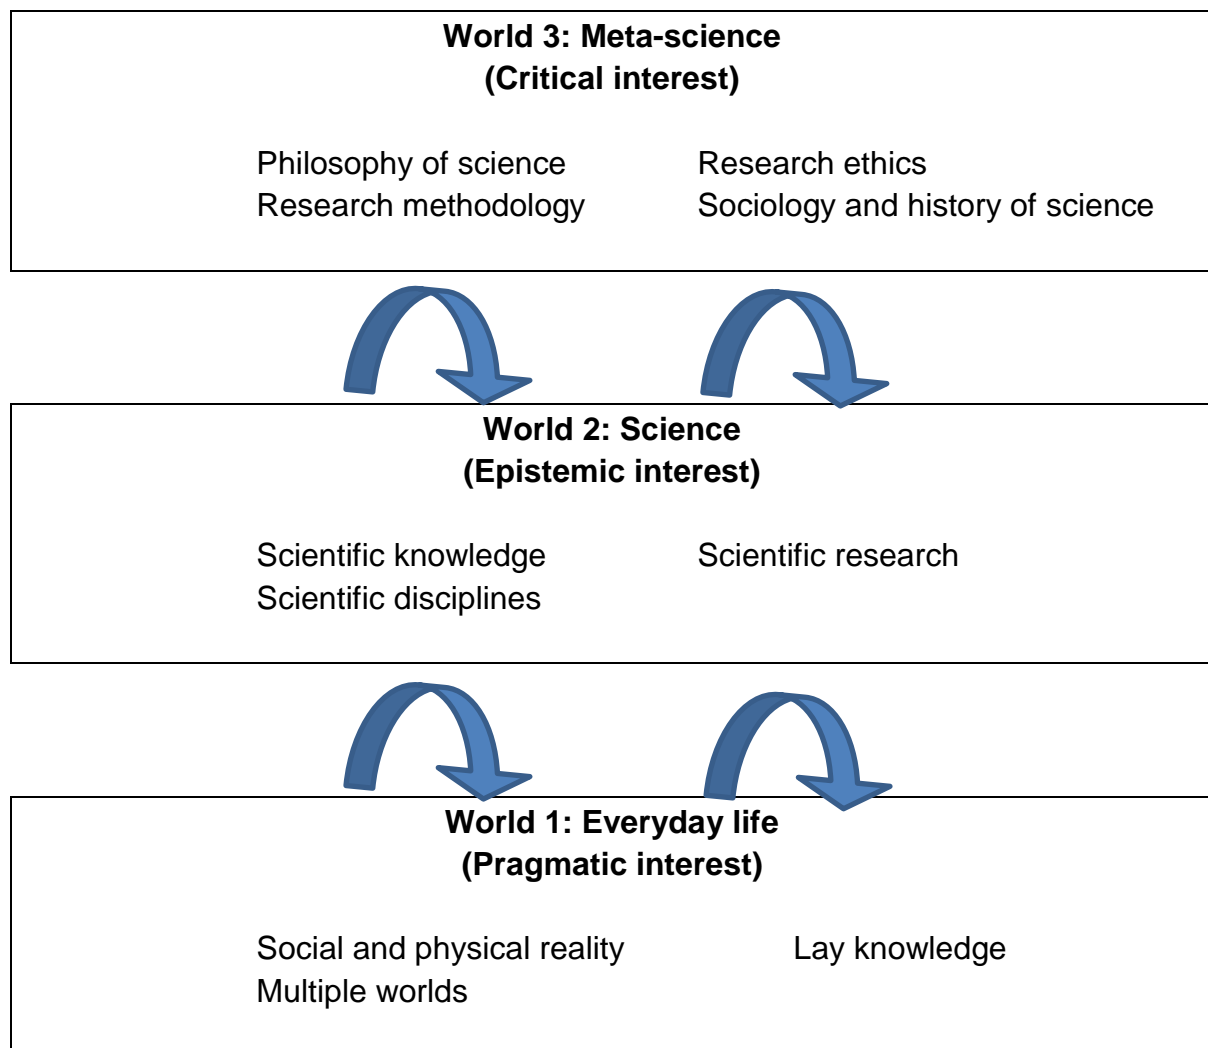 World 3: Meta-science
(Critical interest)
Philosophy of science Research ethics
Research methodology Sociology and history of science
World 2: Science
(Epistemic interest)
Scientific knowledge Scientific research
Scientific disciplines
World 1: Everyday life
(Pragmatic interest)
Social and physical reality Lay knowledge
Multiple worlds